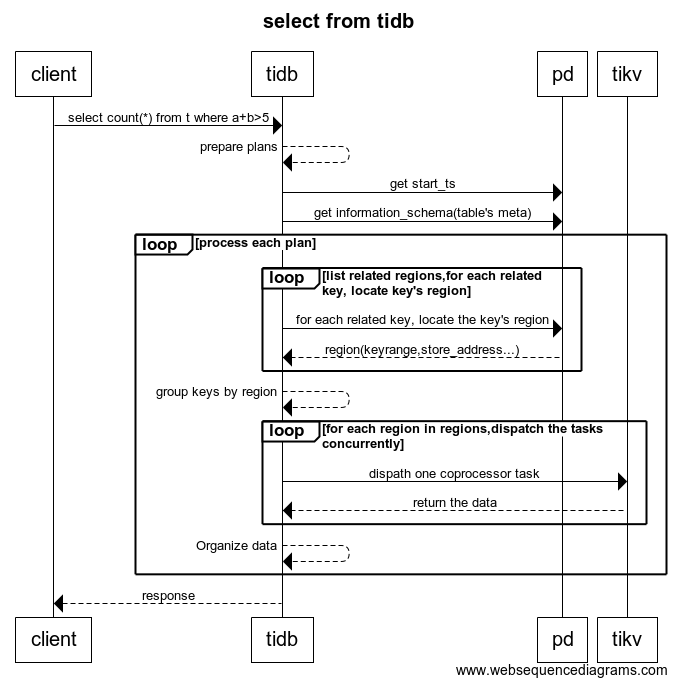 select from tidb
client tidb pd tikv
select count(*) from t where a+b>5
prepare plans
get start_ts
get information_schema(table's meta)
loop [process each plan]
loop [list related regions,for each related
key, locate key's region]
for each related key, locate the key's region
region(keyrange,store_address...)
group keys by region
loop [for each region in regions,dispatch the tasks
concurrently]
dispath one coprocessor task
return the data
Organize data
response
client tidb pd tikv
www.websequencediagrams.com